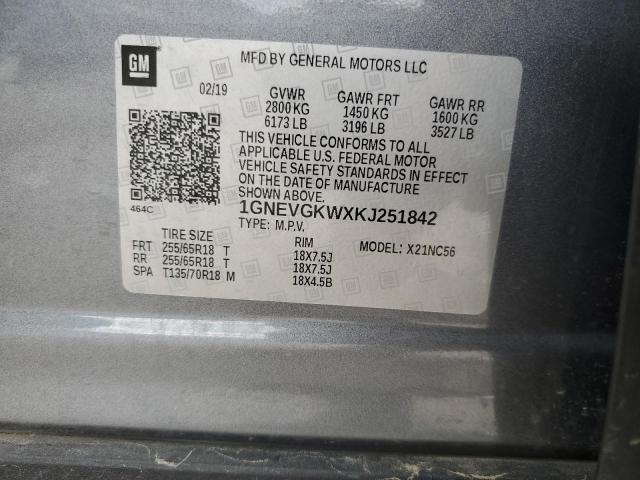 GM
MFD BY GENERAL MOTORS LLC
02/19
GVWR GAWR FRT GAWR RR
2800 KG 1450 KG 1600 KG
6173 LB 3196 LB 3527 LB
THIS VEHICLE CONFORMS TO ALL
APPLICABLE U.S. FEDERAL MOTOR
VEHICLE SAFETY STANDARDS IN EFFECT
ON THE DATE OF MANUFACTURE
SHOWN ABOVE.
464C
1GNEVGKWXKJ251842
TYPE: M.P.V.
TIRE SIZE RIM MODEL: X21NC56
FRT 255/65R18 T 18X7.5J
RR 255/65R18 T 18X7.5J
SPA T135/70R18 M 18X4.5B